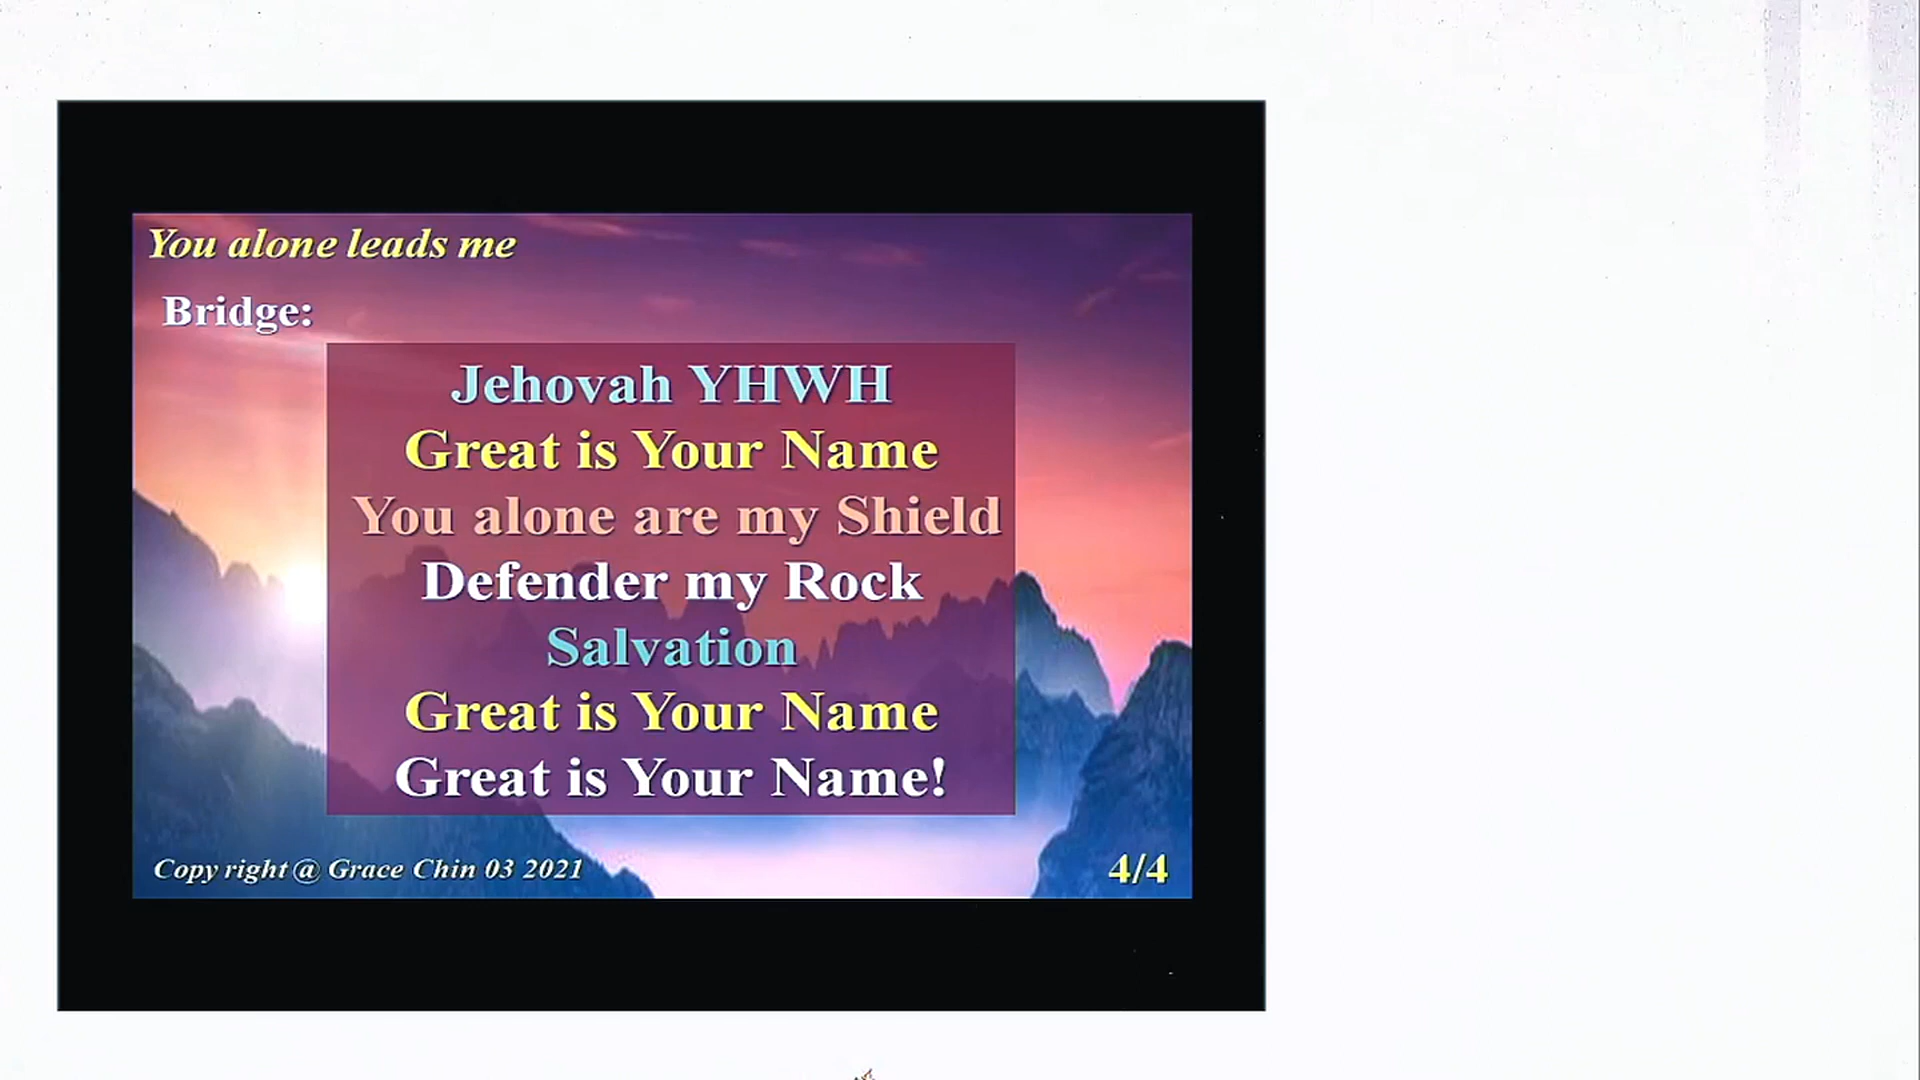 You alone leads me
Bridge:
Jehovah YHWH
Great is Your Name
You alone are my Shield
Defender my Rock
Salvation
Great is Your Name
Great is Your Name!
Copy right @ Grace Chin 03 2021
4/4